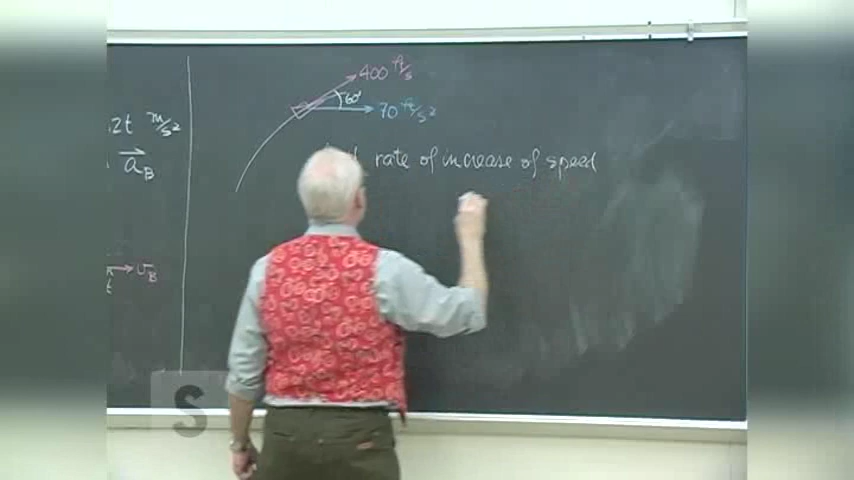 2t m/s²
a_B
v_B
t
400 ft/s
60°
70 ft/s²
rate of increase of speed
S